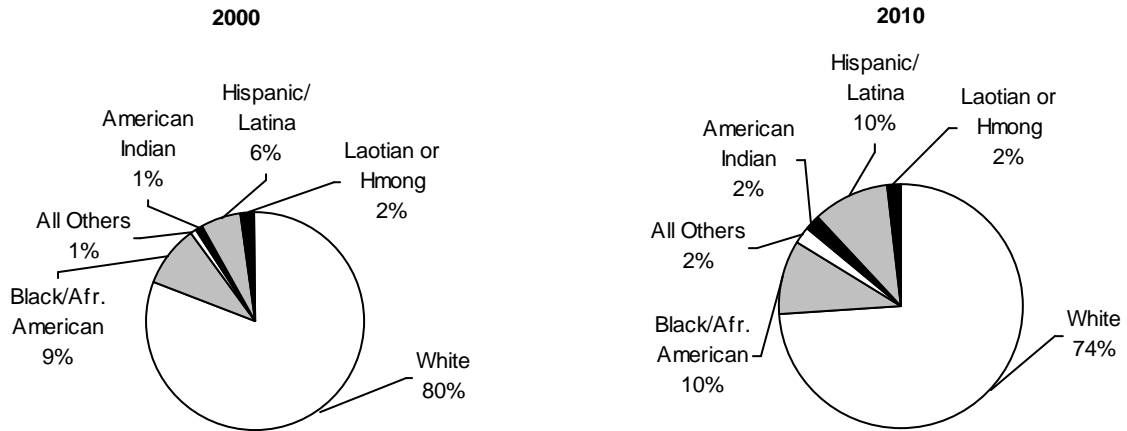 2000
American
Indian
1%
Hispanic/
Latina
6%
Laotian or
Hmong
2%
All Others
1%
Black/Afr.
American
9%
White
80%
2010
American
Indian
2%
Hispanic/
Latina
10%
Laotian or
Hmong
2%
All Others
2%
Black/Afr.
American
10%
White
74%